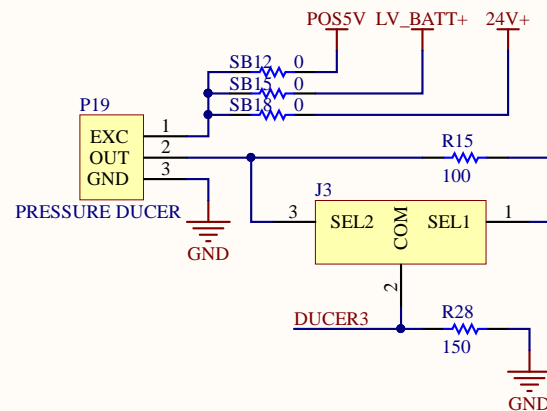 POS5V LV_BATT+ 24V+
SB12 0
SB15 0
SB18 0
P19
EXC 1
OUT 2
GND 3
PRESSURE DUCER
GND
R15
100
J3
3 SEL2 COM SEL1 1
2
DUCER3
R28
150
GND